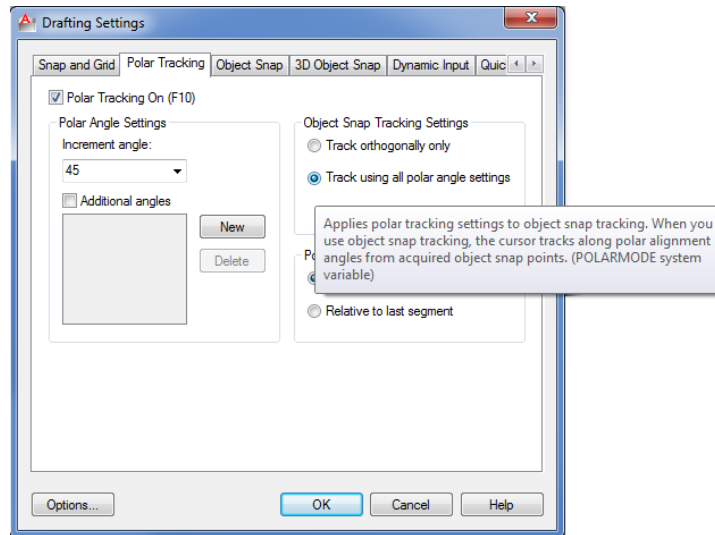 Drafting Settings
Snap and Grid Polar Tracking Object Snap 3D Object Snap Dynamic Input Quic
Polar Tracking On (F10)
Polar Angle Settings
Increment angle:
45
Additional angles
New
Delete
Object Snap Tracking Settings
Track orthogonally only
Track using all polar angle settings
Applies polar tracking settings to object snap tracking. When you
use object snap tracking, the cursor tracks along polar alignment
angles from acquired object snap points. (POLARMODE system
variable)
Relative to last segment
Options...
OK
Cancel
Help